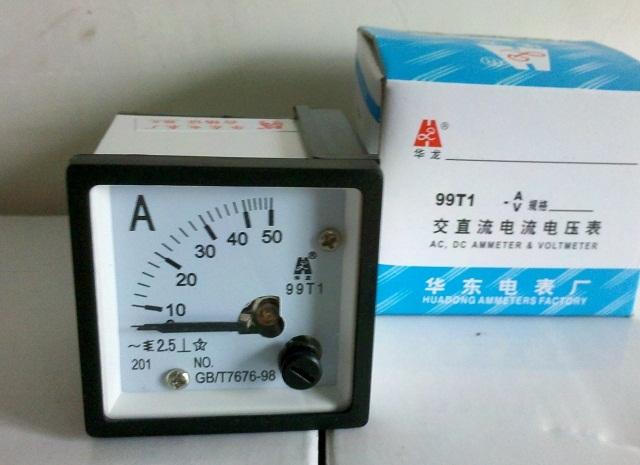 A
0
10
20
30
40
50
99T1
2.5
201
NO.
GB/T7676-98
华龙
99T1 -A/V 规格
交直流电流电压表
AC, DC AMMETER & VOLTMETER
华东电表厂
HUADONG AMMETERS FACTORY